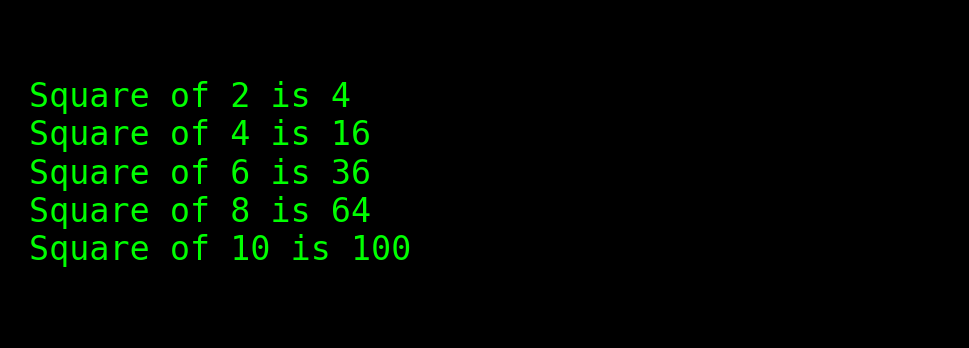 Square of 2 is 4
Square of 4 is 16
Square of 6 is 36
Square of 8 is 64
Square of 10 is 100